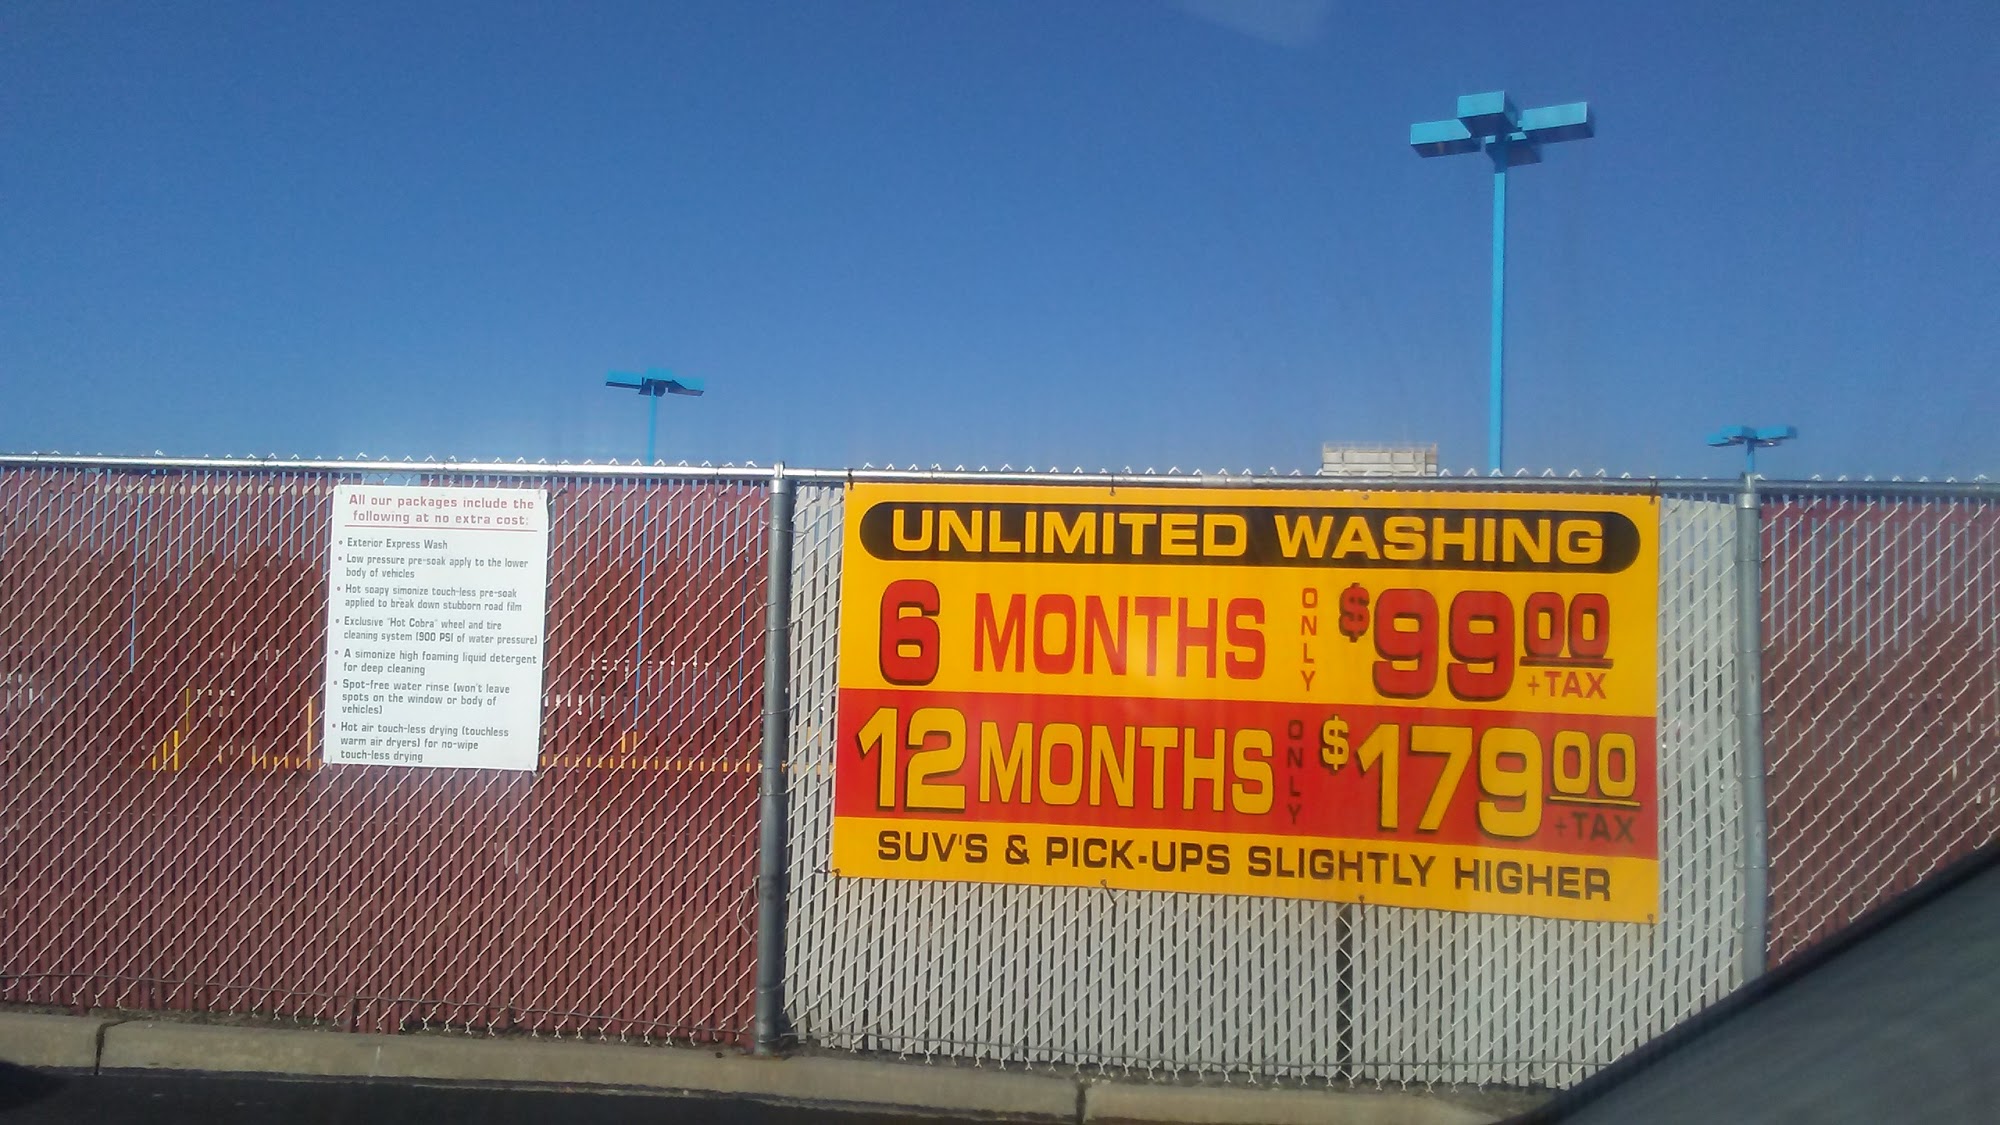 All our packages include the
following at no extra cost:
• Exterior Express Wash
• Low pressure pre-soak apply to the lower
body of vehicles
• Hot soapy simonize touch-less pre-soak
applied to break down stubborn road film
• Exclusive "Hot Cobra" wheel and tire
cleaning system (900 PSI of water pressure)
• A simonize high foaming liquid detergent
for deep cleaning
• Spot-free water rinse (won't leave
spots on the window or body of
vehicles)
• Hot air touch-less drying (touchless
warm air dryers) for no-wipe
touch-less drying
UNLIMITED WASHING
6 MONTHS ONLY $99.00 +TAX
12 MONTHS ONLY $179.00 +TAX
SUV'S & PICK-UPS SLIGHTLY HIGHER